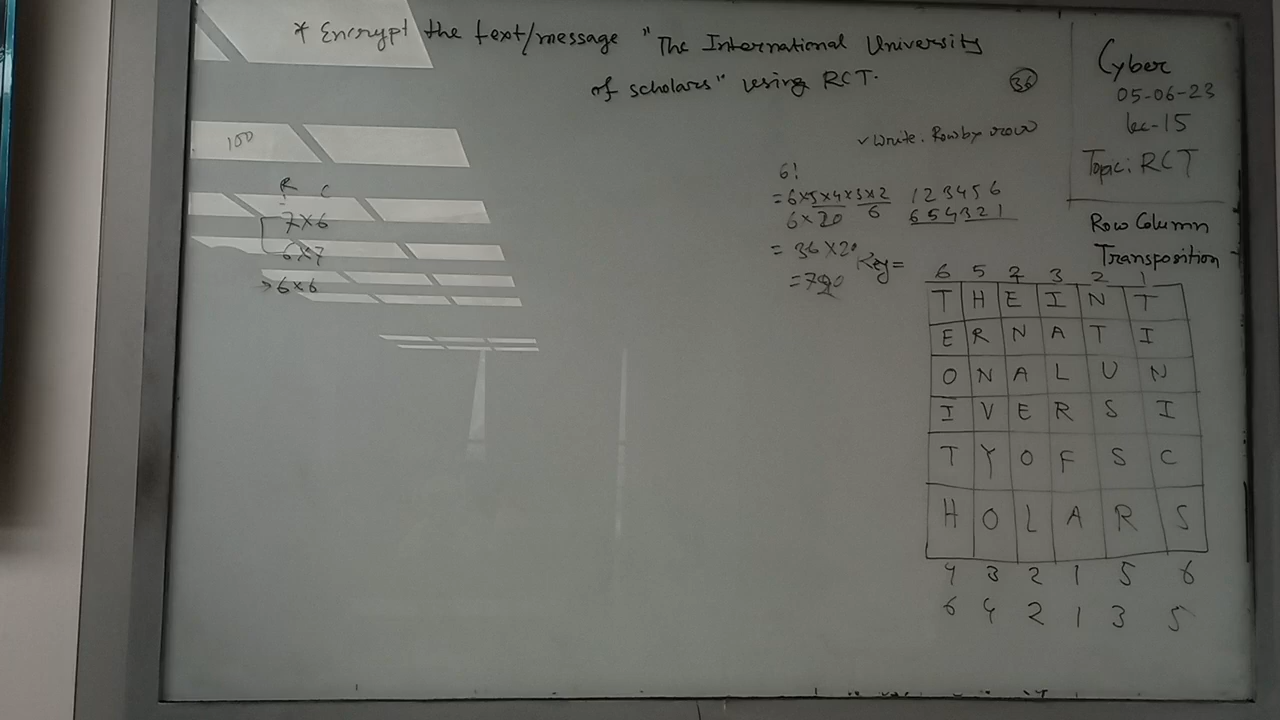 * Encrypt the text/message "The International University
of scholars" using RCT.
36
Cyber
05-06-23
lec-15
Topic: RCT
100
R C
7×6
6×7
>6×6
✓ Write. Row by row
6!
=6×5×4×3×2
6×20 6
= 36×20
=720
1 2 3 4 5 6
6 5 4 3 2 1
Row Column
Transposition
Key= 6 5 4 3 2 1
T H E I N T
E R N A T I
O N A L U N
I V E R S I
T Y O F S C
H O L A R S
4 3 2 1 5 6
6 4 2 1 3 5